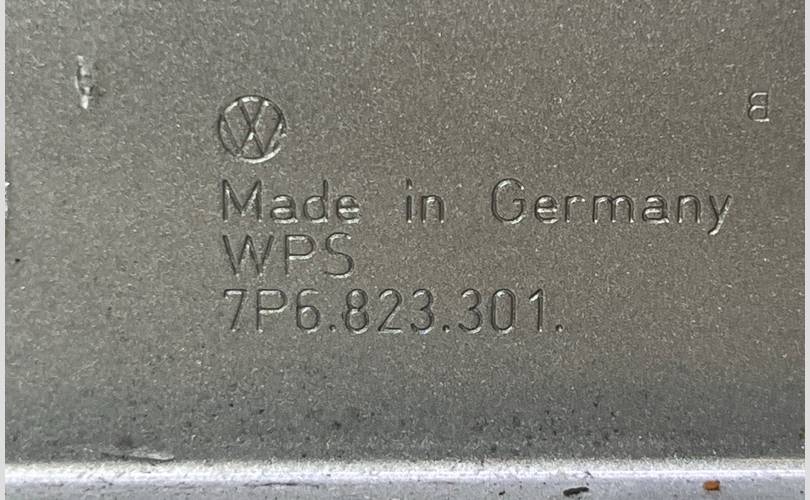 B
Made in Germany
WPS
7P6.823.301.